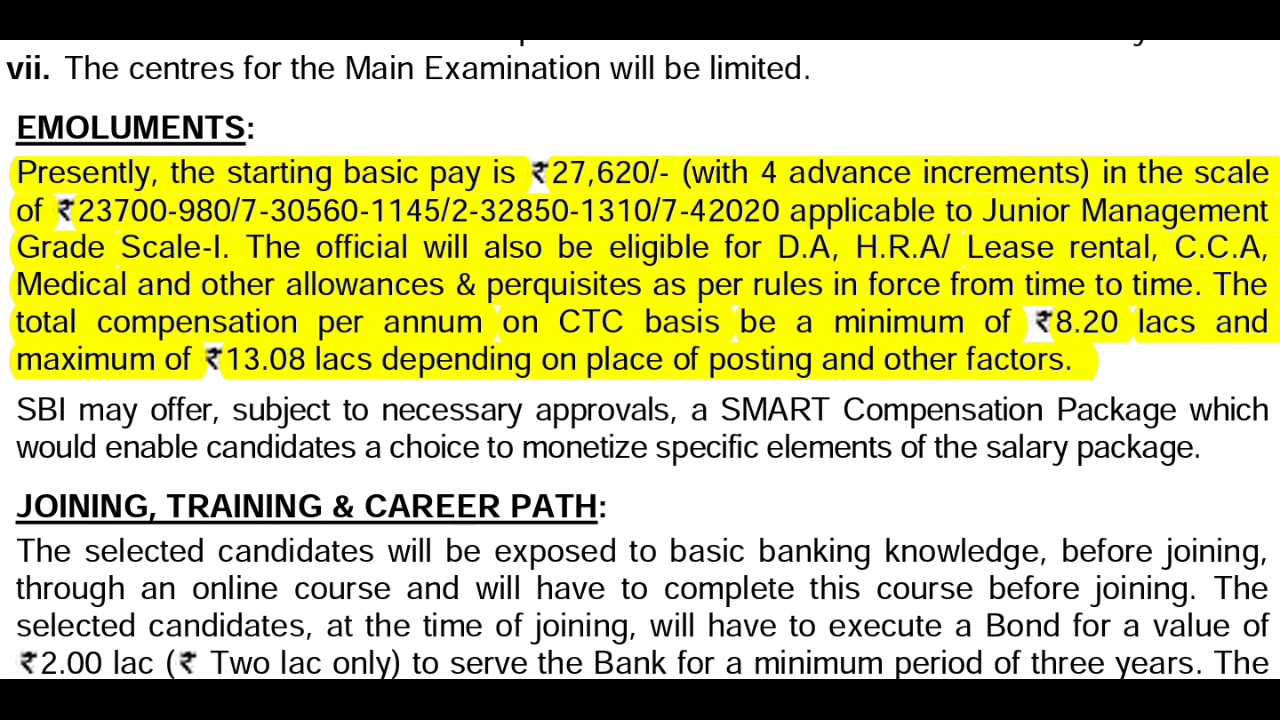 vii. The centres for the Main Examination will be limited.
EMOLUMENTS:
Presently, the starting basic pay is ₹27,620/- (with 4 advance increments) in the scale
of ₹23700-980/7-30560-1145/2-32850-1310/7-42020 applicable to Junior Management
Grade Scale-I. The official will also be eligible for D.A, H.R.A/ Lease rental, C.C.A,
Medical and other allowances & perquisites as per rules in force from time to time. The
total compensation per annum on CTC basis be a minimum of ₹8.20 lacs and
maximum of ₹13.08 lacs depending on place of posting and other factors.
SBI may offer, subject to necessary approvals, a SMART Compensation Package which
would enable candidates a choice to monetize specific elements of the salary package.
JOINING, TRAINING & CAREER PATH:
The selected candidates will be exposed to basic banking knowledge, before joining,
through an online course and will have to complete this course before joining. The
selected candidates, at the time of joining, will have to execute a Bond for a value of
₹2.00 lac (₹ Two lac only) to serve the Bank for a minimum period of three years. The